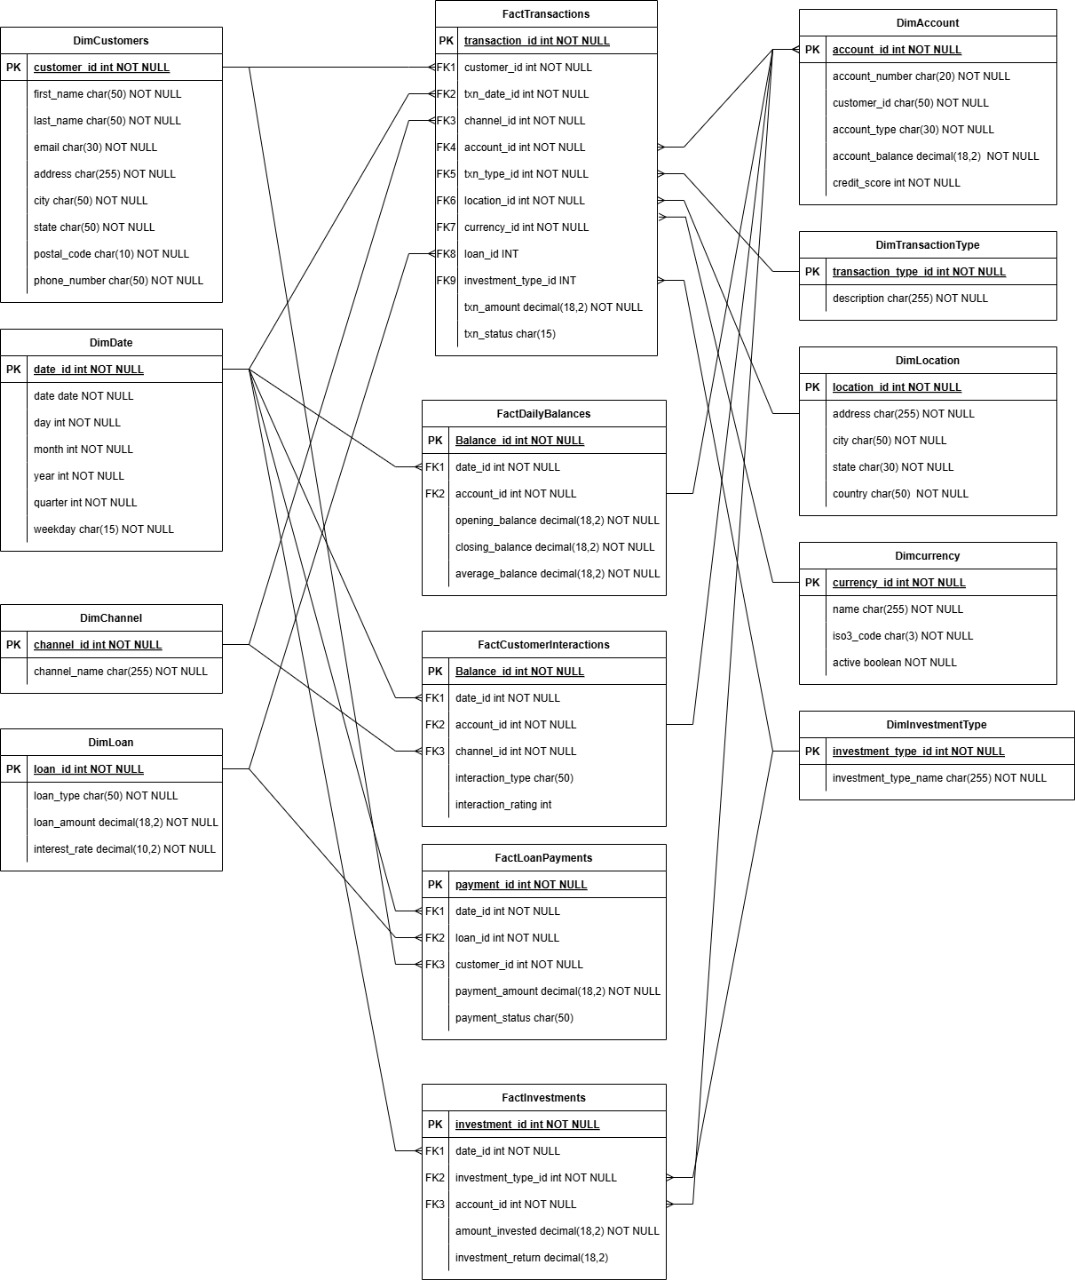 DimCustomers
PK customer_id int NOT NULL
first_name char(50) NOT NULL
last_name char(50) NOT NULL
email char(30) NOT NULL
address char(255) NOT NULL
city char(50) NOT NULL
state char(50) NOT NULL
postal_code char(10) NOT NULL
phone_number char(50) NOT NULL
DimDate
PK date_id int NOT NULL
date date NOT NULL
day int NOT NULL
month int NOT NULL
year int NOT NULL
quarter int NOT NULL
weekday char(15) NOT NULL
DimChannel
PK channel_id int NOT NULL
channel_name char(255) NOT NULL
DimLoan
PK loan_id int NOT NULL
loan_type char(50) NOT NULL
loan_amount decimal(18,2) NOT NULL
interest_rate decimal(10,2) NOT NULL
FactTransactions
PK transaction_id int NOT NULL
FK1 customer_id int NOT NULL
FK2 txn_date_id int NOT NULL
FK3 channel_id int NOT NULL
FK4 account_id int NOT NULL
FK5 txn_type_id int NOT NULL
FK6 location_id int NOT NULL
FK7 currency_id int NOT NULL
FK8 loan_id INT
FK9 investment_type_id INT
txn_amount decimal(18,2) NOT NULL
txn_status char(15)
FactDailyBalances
PK Balance_id int NOT NULL
FK1 date_id int NOT NULL
FK2 account_id int NOT NULL
opening_balance decimal(18,2) NOT NULL
closing_balance decimal(18,2) NOT NULL
average_balance decimal(18,2) NOT NULL
FactCustomerInteractions
PK Balance_id int NOT NULL
FK1 date_id int NOT NULL
FK2 account_id int NOT NULL
FK3 channel_id int NOT NULL
interaction_type char(50)
interaction_rating int
FactLoanPayments
PK payment_id int NOT NULL
FK1 date_id int NOT NULL
FK2 loan_id int NOT NULL
FK3 customer_id int NOT NULL
payment_amount decimal(18,2) NOT NULL
payment_status char(50)
FactInvestments
PK investment_id int NOT NULL
FK1 date_id int NOT NULL
FK2 investment_type_id int NOT NULL
FK3 account_id int NOT NULL
amount_invested decimal(18,2) NOT NULL
investment_return decimal(18,2)
DimAccount
PK account_id int NOT NULL
account_number char(20) NOT NULL
customer_id char(50) NOT NULL
account_type char(30) NOT NULL
account_balance decimal(18,2) NOT NULL
credit_score int NOT NULL
DimTransactionType
PK transaction_type_id int NOT NULL
description char(255) NOT NULL
DimLocation
PK location_id int NOT NULL
address char(255) NOT NULL
city char(50) NOT NULL
state char(30) NOT NULL
country char(50) NOT NULL
Dimcurrency
PK currency_id int NOT NULL
name char(255) NOT NULL
iso3_code char(3) NOT NULL
active boolean NOT NULL
DimInvestmentType
PK investment_type_id int NOT NULL
investment_type_name char(255) NOT NULL